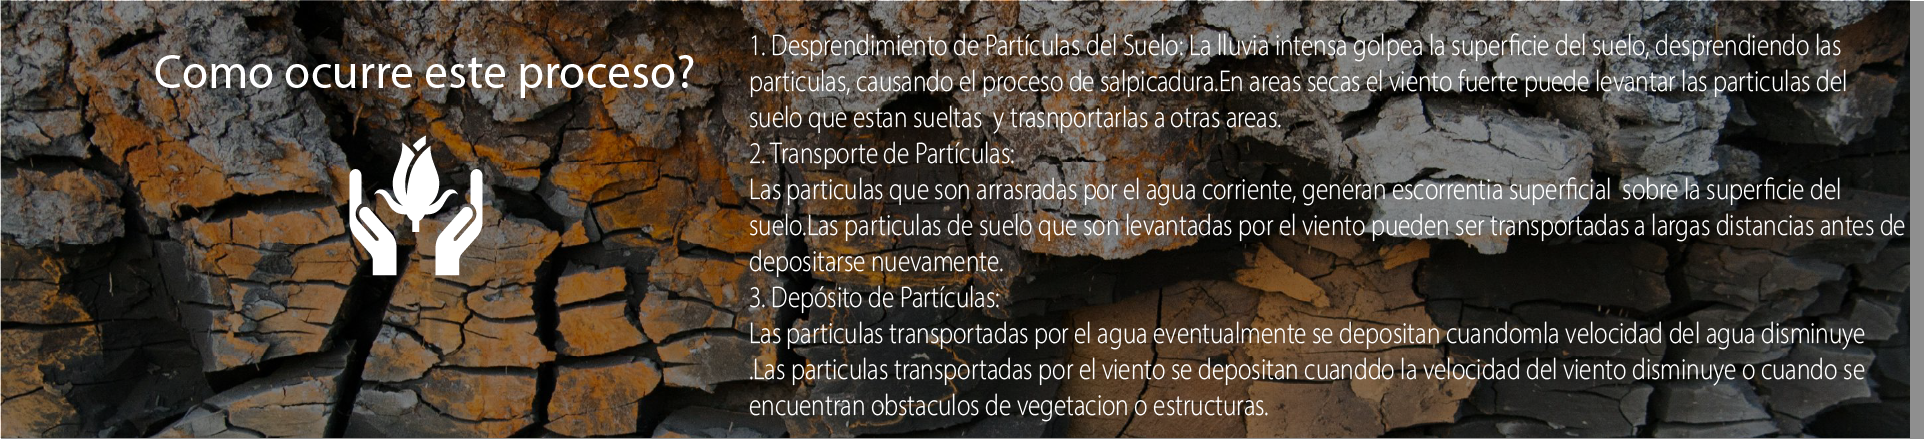 Como ocurre este proceso?
1. Desprendimiento de Partículas del Suelo: La lluvia intensa golpea la superficie del suelo, desprendiendo las
particulas, causando el proceso de salpicadura.En areas secas el viento fuerte puede levantar las particulas del
suelo que estan sueltas  y trasnportarlas a otras areas.
2. Transporte de Partículas:
Las particulas que son arrasradas por el agua corriente, generan escorrentia superficial  sobre la superficie del
suelo.Las particulas de suelo que son levantadas por el viento pueden ser transportadas a largas distancias antes de
depositarse nuevamente.
3. Depósito de Partículas:
Las particulas transportadas por el agua eventualmente se depositan cuandomla velocidad del agua disminuye
.Las particulas transportadas por el viento se depositan cuanddo la velocidad del viento disminuye o cuando se
encuentran obstaculos de vegetacion o estructuras.